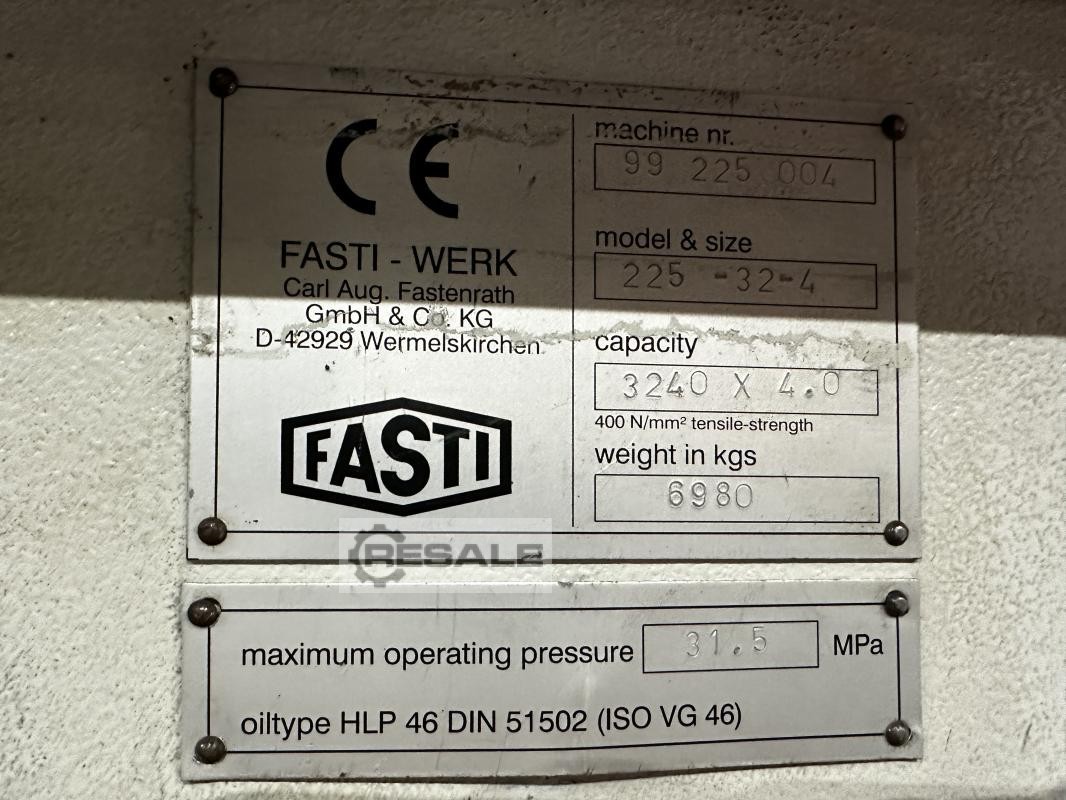 CE
FASTI - WERK
Carl Aug. Fastenrath
GmbH & Co. KG
D-42929 Wermelskirchen
FASTI
machine nr.
99 225 004
model & size
225 -32-4
capacity
3240 X 4.0
400 N/mm² tensile-strength
weight in kgs
6980
RESALE
maximum operating pressure 31.5 MPa
oiltype HLP 46 DIN 51502 (ISO VG 46)